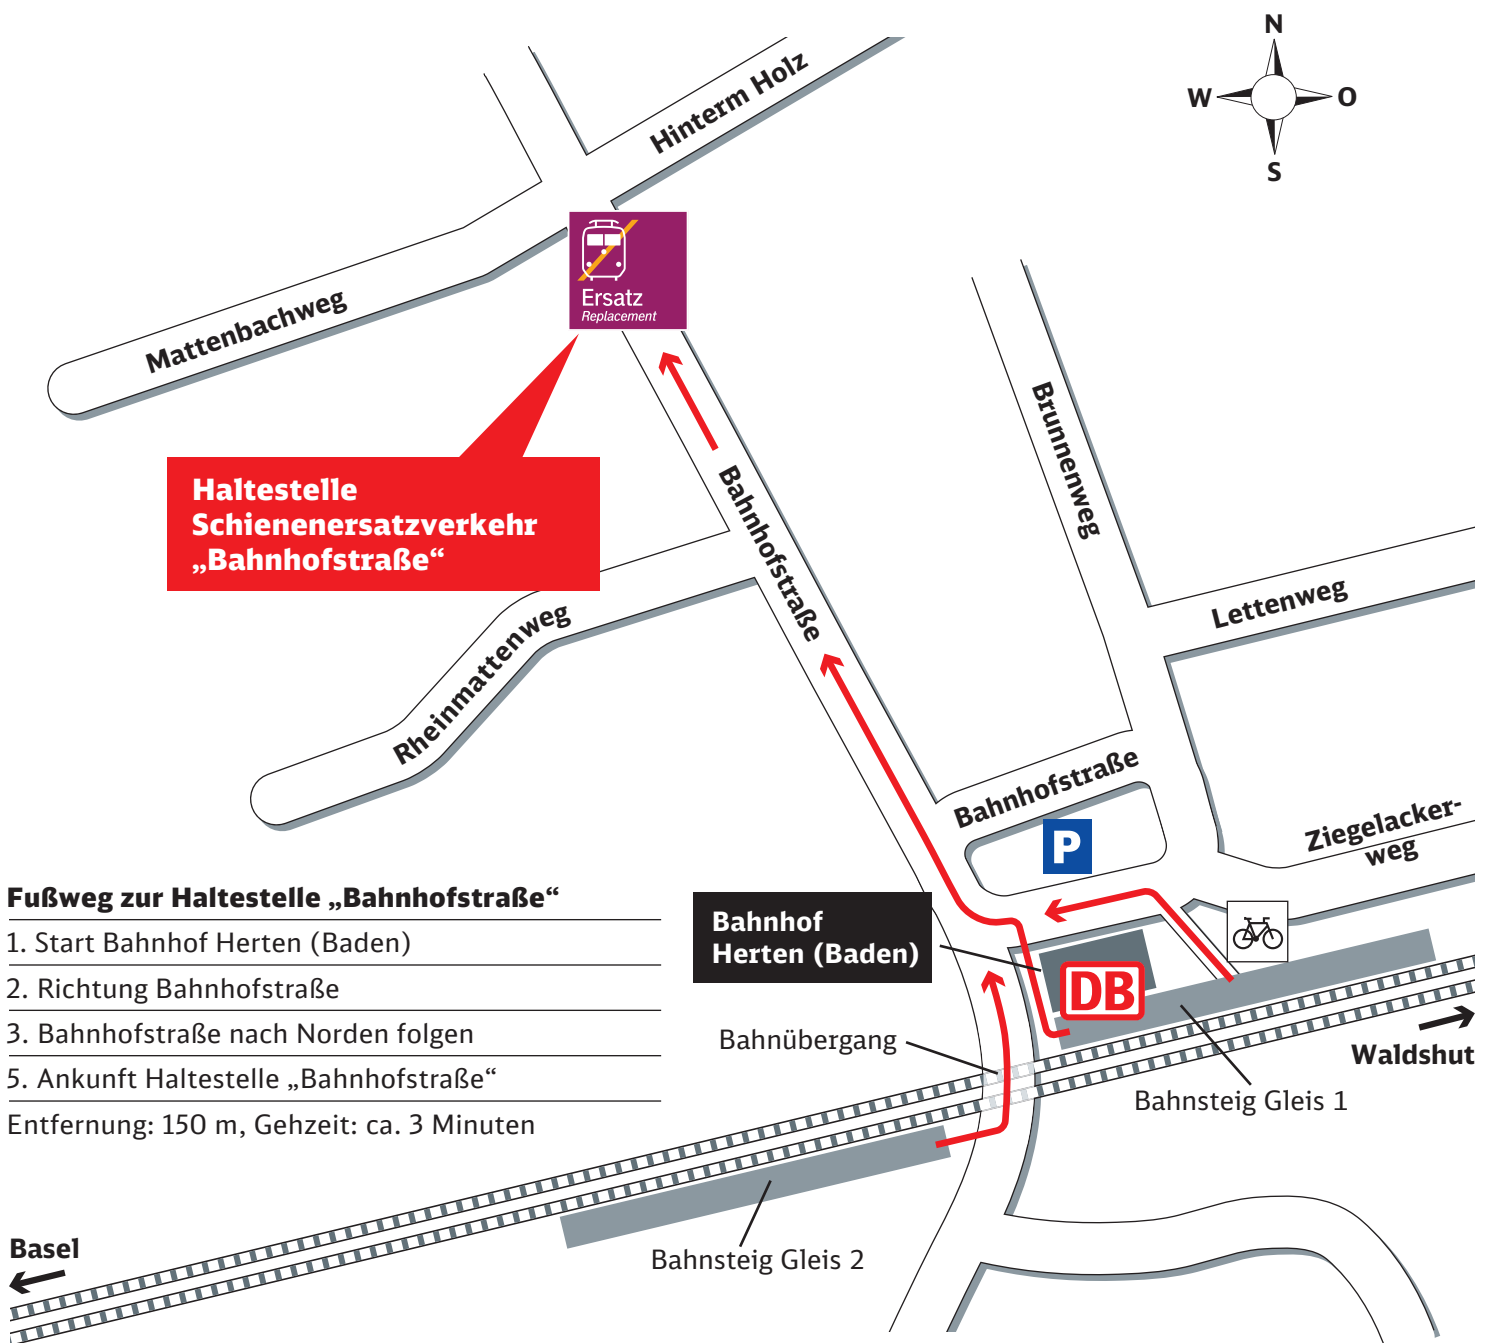 N
W
O
S
Hinterm Holz
Ersatz
Replacement
Mattenbachweg
Haltestelle
Schienenersatzverkehr
„Bahnhofstraße“
Bahnhofstraße
Brunnenweg
Lettenweg
Rheinmattenweg
Bahnhofstraße
P
Ziegelacker-
weg
Fußweg zur Haltestelle „Bahnhofstraße“
1. Start Bahnhof Herten (Baden)
2. Richtung Bahnhofstraße
3. Bahnhofstraße nach Norden folgen
5. Ankunft Haltestelle „Bahnhofstraße“
Entfernung: 150 m, Gehzeit: ca. 3 Minuten
Bahnhof
Herten (Baden)
DB
Bahnübergang
Waldshut
Bahnsteig Gleis 1
Bahnsteig Gleis 2
Basel